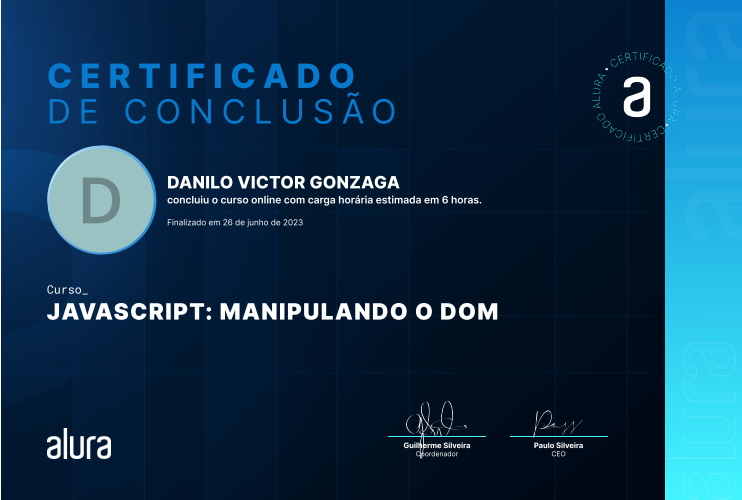 CERTIFICADO
DE CONCLUSÃO
CERTIFICADO ALURA • CERTIFICADO ALURA •
a
D
DANILO VICTOR GONZAGA
concluiu o curso online com carga horária estimada em 6 horas.
Finalizado em 26 de junho de 2023
Curso_
JAVASCRIPT: MANIPULANDO O DOM
alura
Guilherme Silveira
Coordenador
Paulo Silveira
CEO
alura
alura